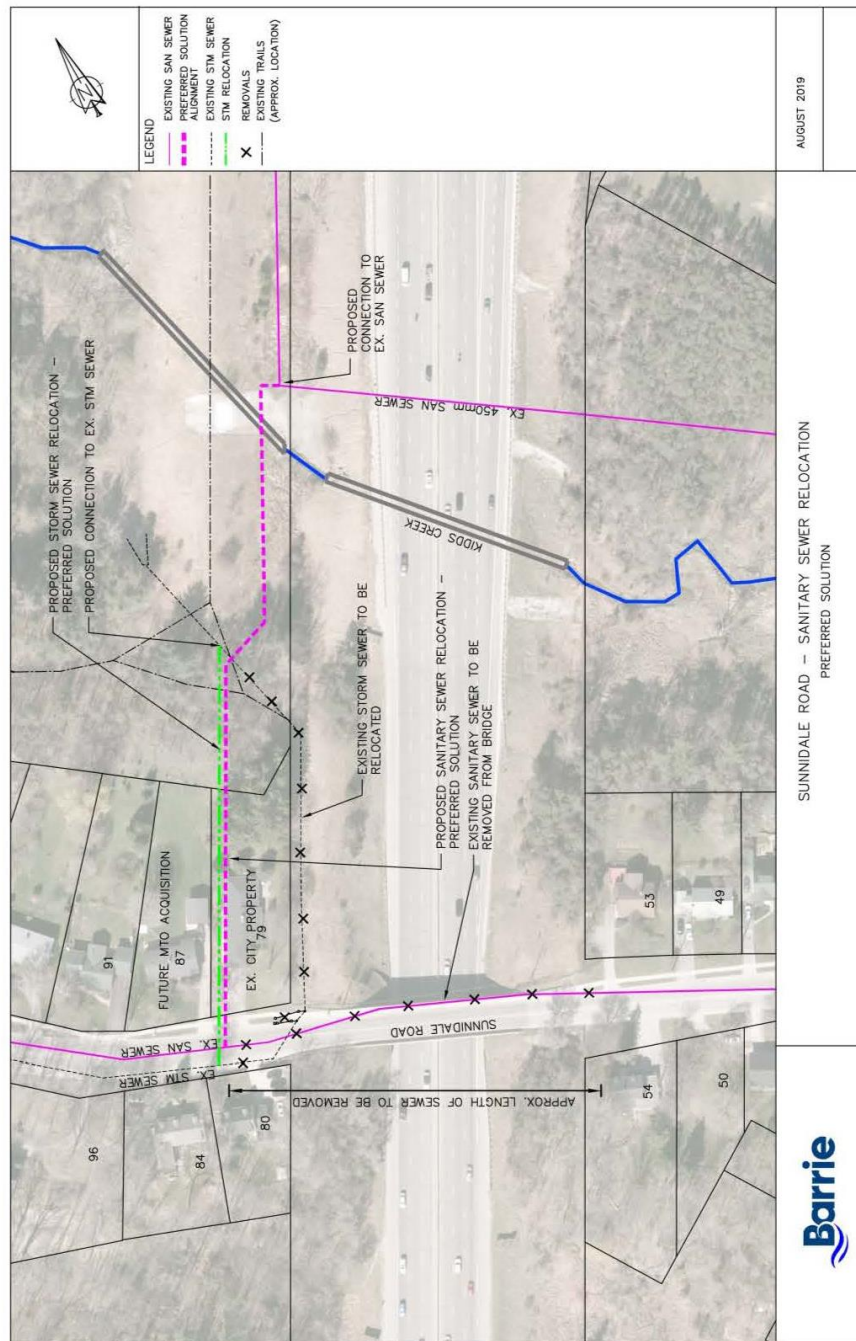 LEGEND
EXISTING SAN SEWER
PREFERRED SOLUTION
ALIGNMENT
EXISTING STM SEWER
STM RELOCATION
REMOVALS
EXISTING TRAILS
(APPROX. LOCATION)
N
PROPOSED STORM SEWER RELOCATION –
PREFERRED SOLUTION
PROPOSED CONNECTION TO EX. STM SEWER
PROPOSED
CONNECTION TO
EX. SAN SEWER
EX. 450mm SAN SEWER
KIDDS CREEK
EXISTING STORM SEWER TO BE
RELOCATED
PROPOSED SANITARY SEWER RELOCATION –
PREFERRED SOLUTION
EXISTING SANITARY SEWER TO BE
REMOVED FROM BRIDGE
91
FUTURE MTO ACQUISITION
87
EX. CITY PROPERTY
79
53
49
EX. SAN SEWER
SUNNIDALE ROAD
EX. STM SEWER
APPROX. LENGTH OF SEWER TO BE REMOVED
96
84
80
54
50
Barrie
SUNNIDALE ROAD – SANITARY SEWER RELOCATION
PREFERRED SOLUTION
AUGUST 2019